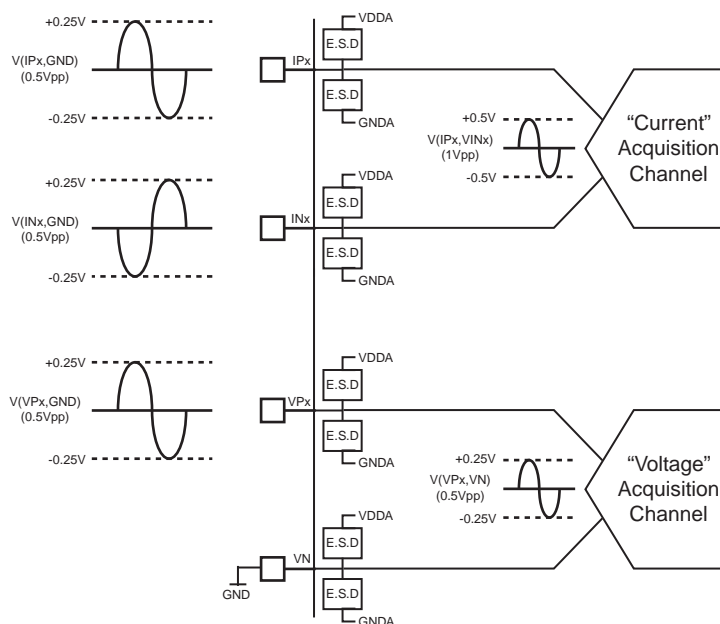 +0.25V
V(IPx,GND)
(0.5Vpp)
-0.25V
IPx
VDDA
E.S.D
E.S.D
GNDA
+0.5V
V(IPx,VINx)
(1Vpp)
-0.5V
“Current”
Acquisition
Channel
+0.25V
V(INx,GND)
(0.5Vpp)
-0.25V
INx
VDDA
E.S.D
E.S.D
GNDA
+0.25V
V(VPx,GND)
(0.5Vpp)
-0.25V
VPx
VDDA
E.S.D
E.S.D
GNDA
+0.25V
V(VPx,VN)
(0.5Vpp)
-0.25V
“Voltage”
Acquisition
Channel
GND
VN
VDDA
E.S.D
E.S.D
GNDA